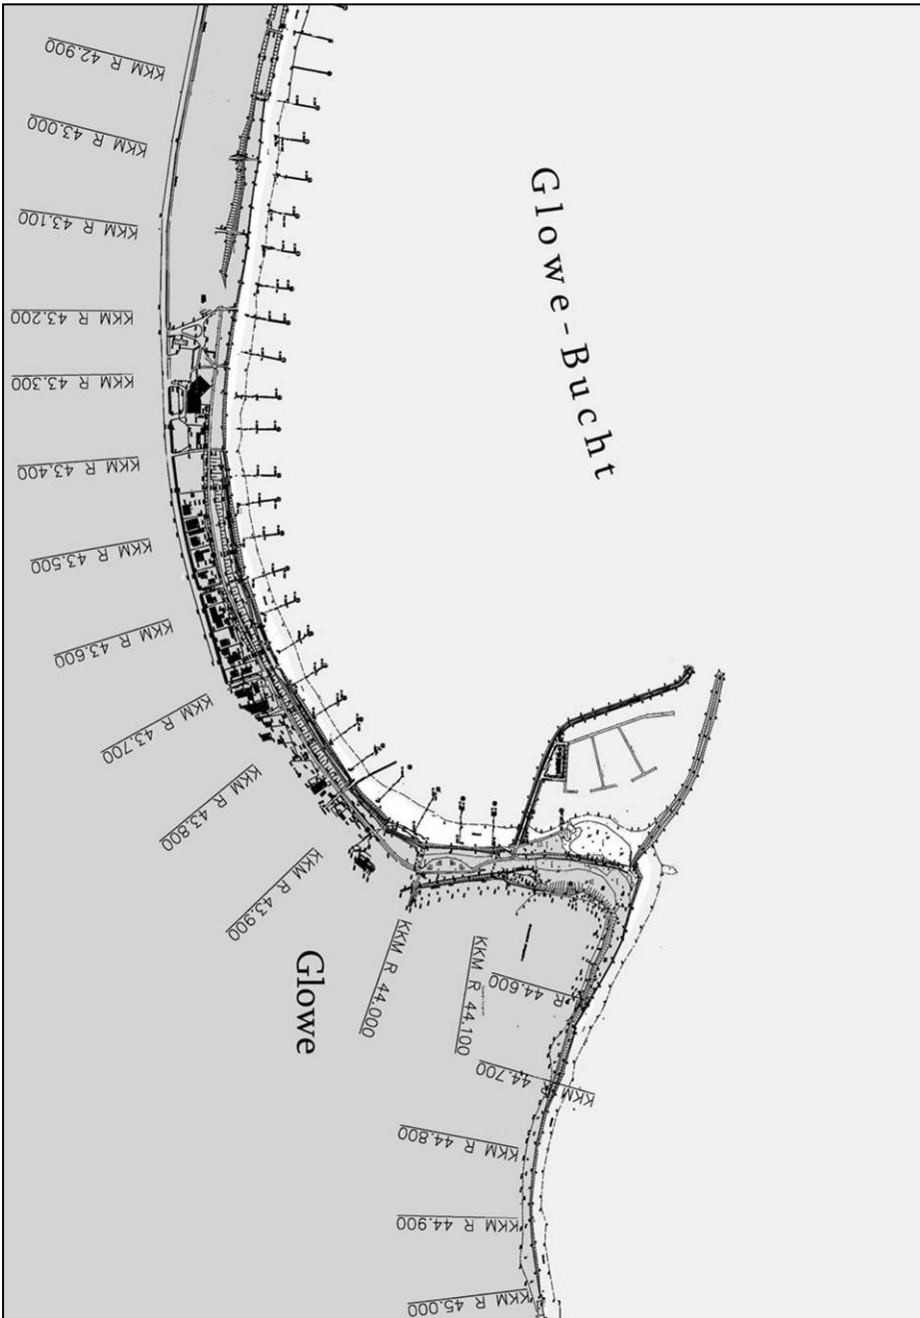 KKM R 42.900
KKM R 43.000
KKM R 43.100
KKM R 43.200
KKM R 43.300
KKM R 43.400
KKM R 43.500
KKM R 43.600
KKM R 43.700
KKM R 43.800
KKM R 43.900
KKM R 44.000
KKM R 44.100
R 44.600
KKM R 44.700
KKM R 44.800
KKM R 44.900
KKM R 45.000
Glowe-Bucht
Glowe